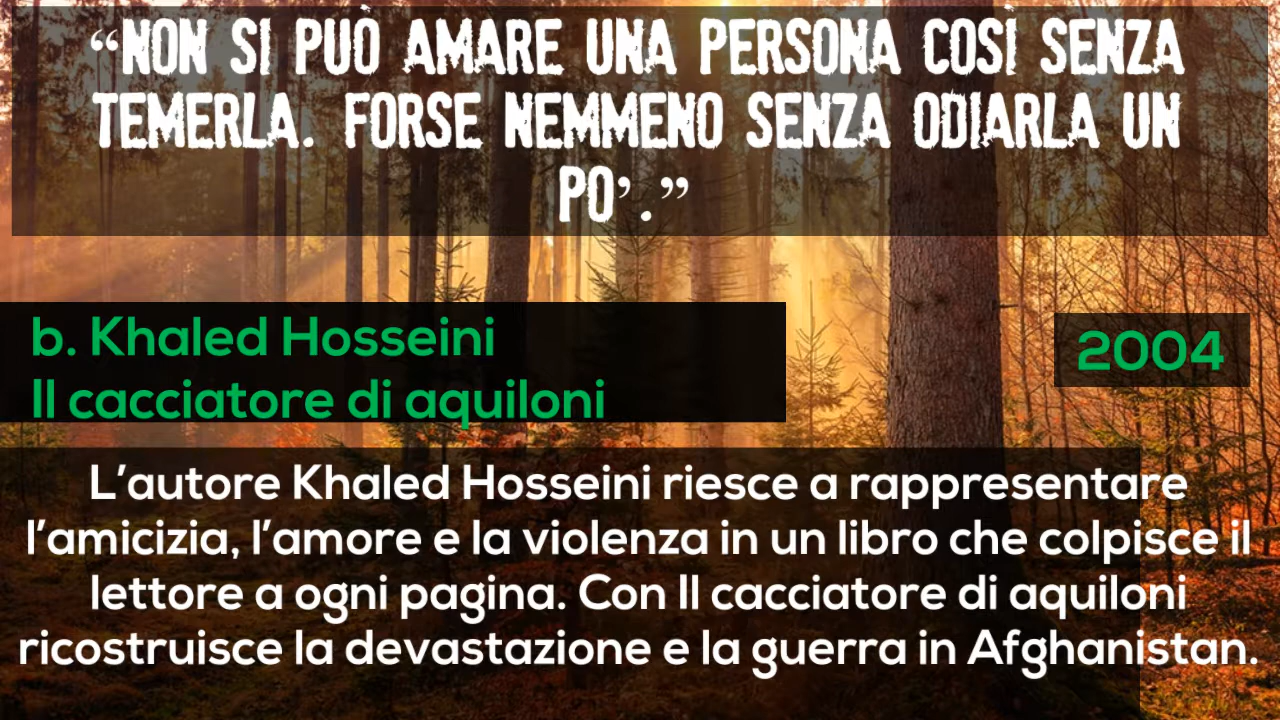 “NON SI PUÒ AMARE UNA PERSONA COSÌ SENZA
TEMERLA. FORSE NEMMENO SENZA ODIARLA UN
PO’.”
b. Khaled Hosseini
Il cacciatore di aquiloni
2004
L’autore Khaled Hosseini riesce a rappresentare
l’amicizia, l’amore e la violenza in un libro che colpisce il
lettore a ogni pagina. Con Il cacciatore di aquiloni
ricostruisce la devastazione e la guerra in Afghanistan.